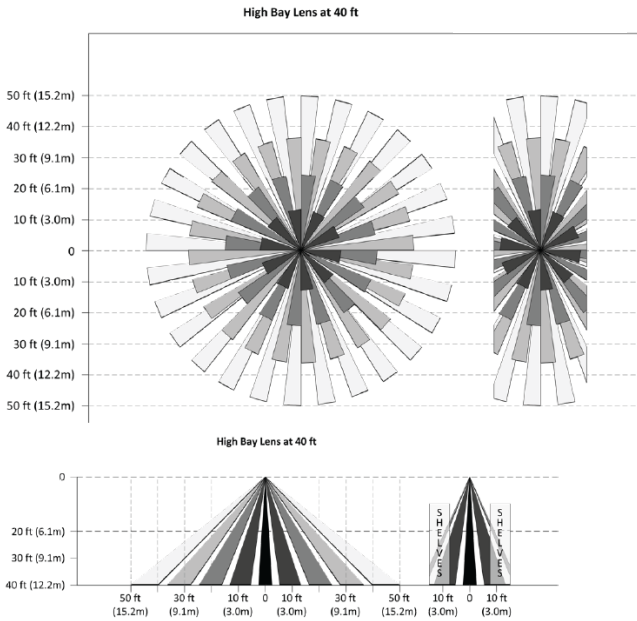 High Bay Lens at 40 ft
50 ft (15.2m)
40 ft (12.2m)
30 ft (9.1m)
20 ft (6.1m)
10 ft (3.0m)
0
10 ft (3.0m)
20 ft (6.1m)
30 ft (9.1m)
40 ft (12.2m)
50 ft (15.2m)
High Bay Lens at 40 ft
0
20 ft (6.1m)
30 ft (9.1m)
40 ft (12.2m)
SHELVES
SHELVES
50 ft 30 ft 10 ft 0 10 ft 30 ft 50 ft 10 ft 0 10 ft
(15.2m) (9.1m) (3.0m) (3.0m) (9.1m) (15.2m) (3.0m) (3.0m)